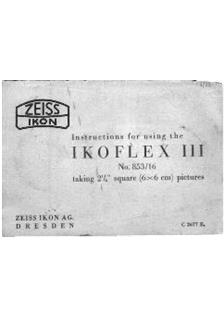 ZEISS
IKON
Instructions for using the
IKOFLEX III
No. 853/16
taking 2¼" square (6×6 cm) pictures
ZEISS IKON AG.
DRESDEN
C 2677 E.